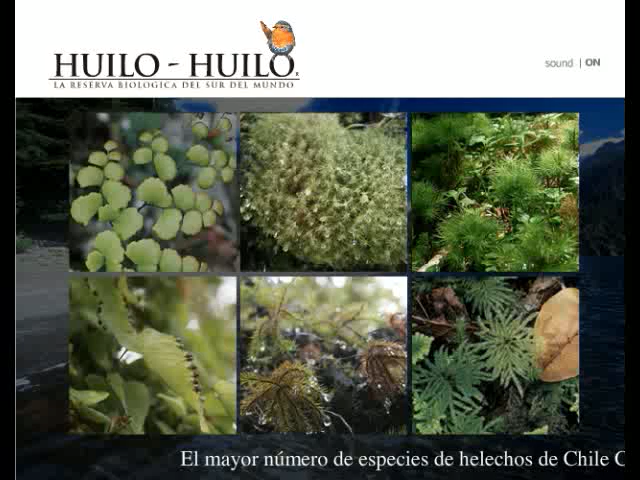 HUILO - HUILO
LA RESERVA BIOLOGICA DEL SUR DEL MUNDO
sound | ON
El mayor número de especies de helechos de Chile C